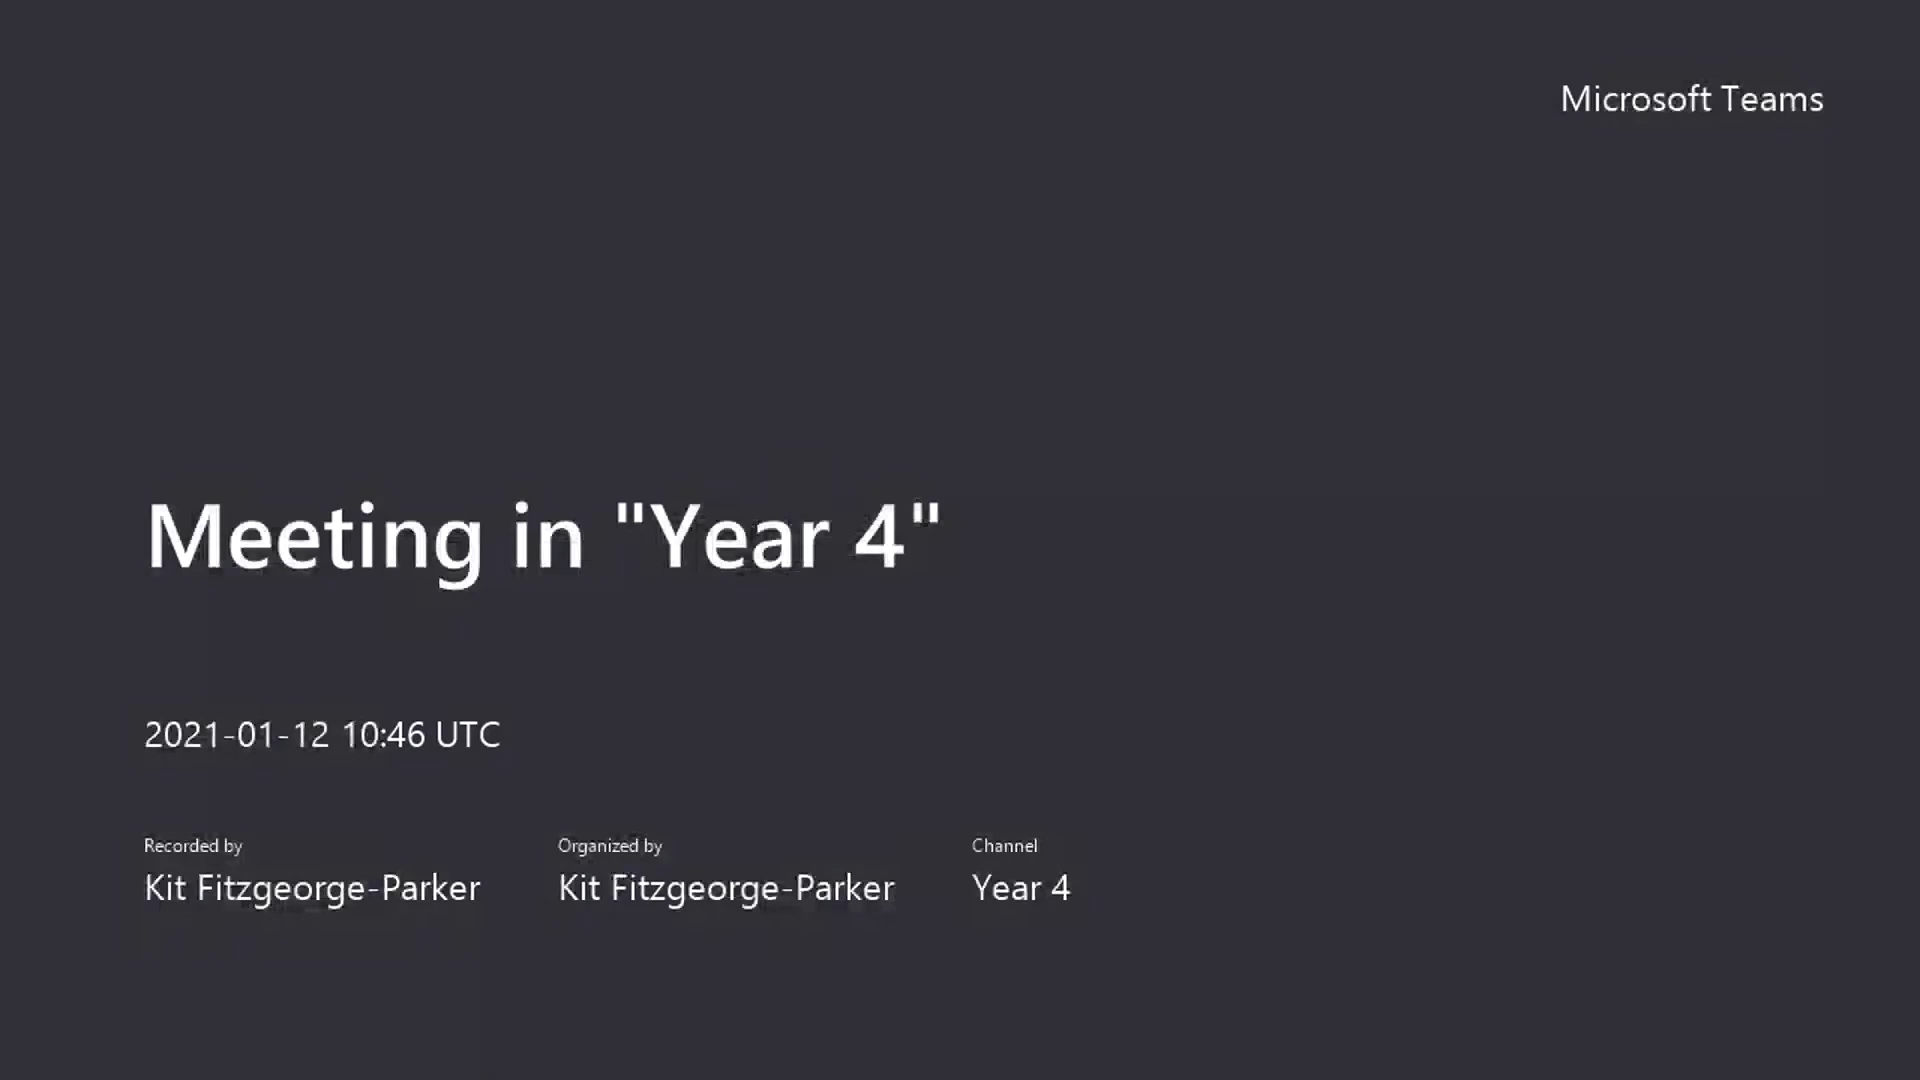 Microsoft Teams
Meeting in "Year 4"
2021-01-12 10:46 UTC
Recorded by
Kit Fitzgeorge-Parker
Organized by
Kit Fitzgeorge-Parker
Channel
Year 4